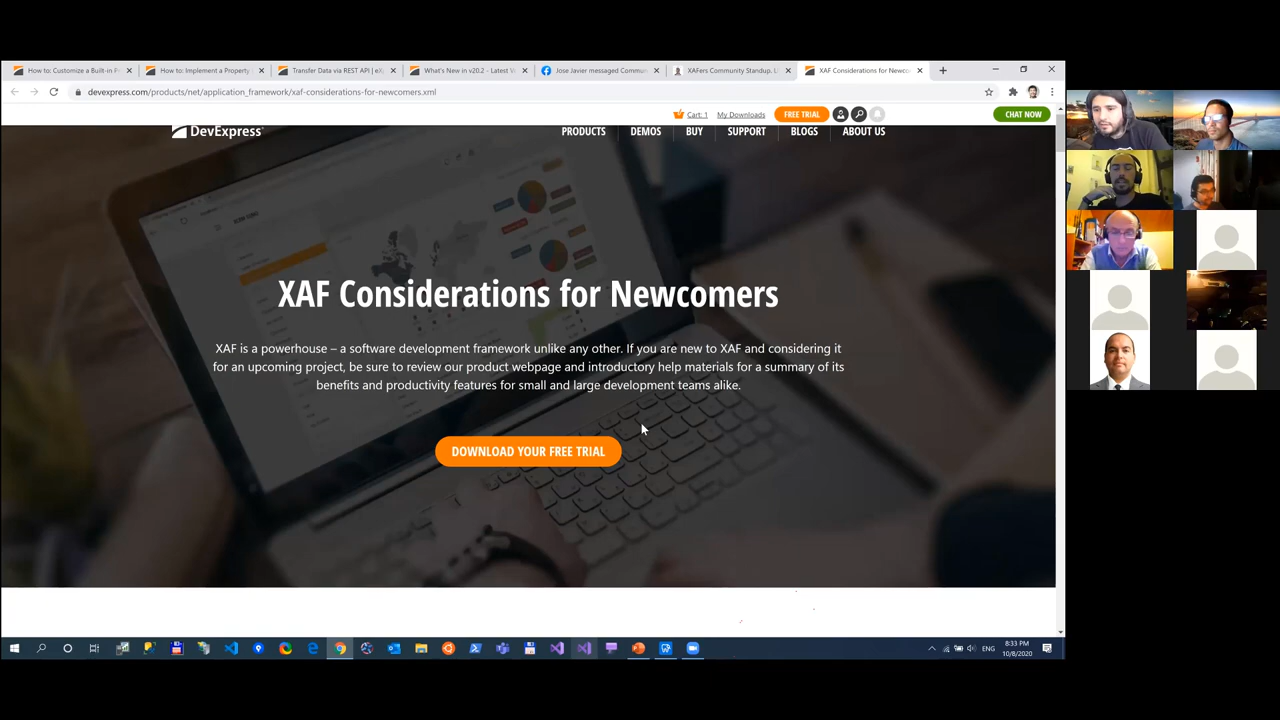 How to: Customize a Built-in P
How to: Implement a Property
Transfer Data via REST API | eX
What's New in v20.2 - Latest V
Jose Javier messaged Commun
XAFers Community Standup. Li
XAF Considerations for Newco
devexpress.com/products/net/application_framework/xaf-considerations-for-newcomers.xml
Cart: 1
My Downloads
FREE TRIAL
CHAT NOW
DevExpress
PRODUCTS
DEMOS
BUY
SUPPORT
BLOGS
ABOUT US
XAF Considerations for Newcomers
XAF is a powerhouse – a software development framework unlike any other. If you are new to XAF and considering it
for an upcoming project, be sure to review our product webpage and introductory help materials for a summary of its
benefits and productivity features for small and large development teams alike.
DOWNLOAD YOUR FREE TRIAL
ENG
8:33 PM
10/8/2020